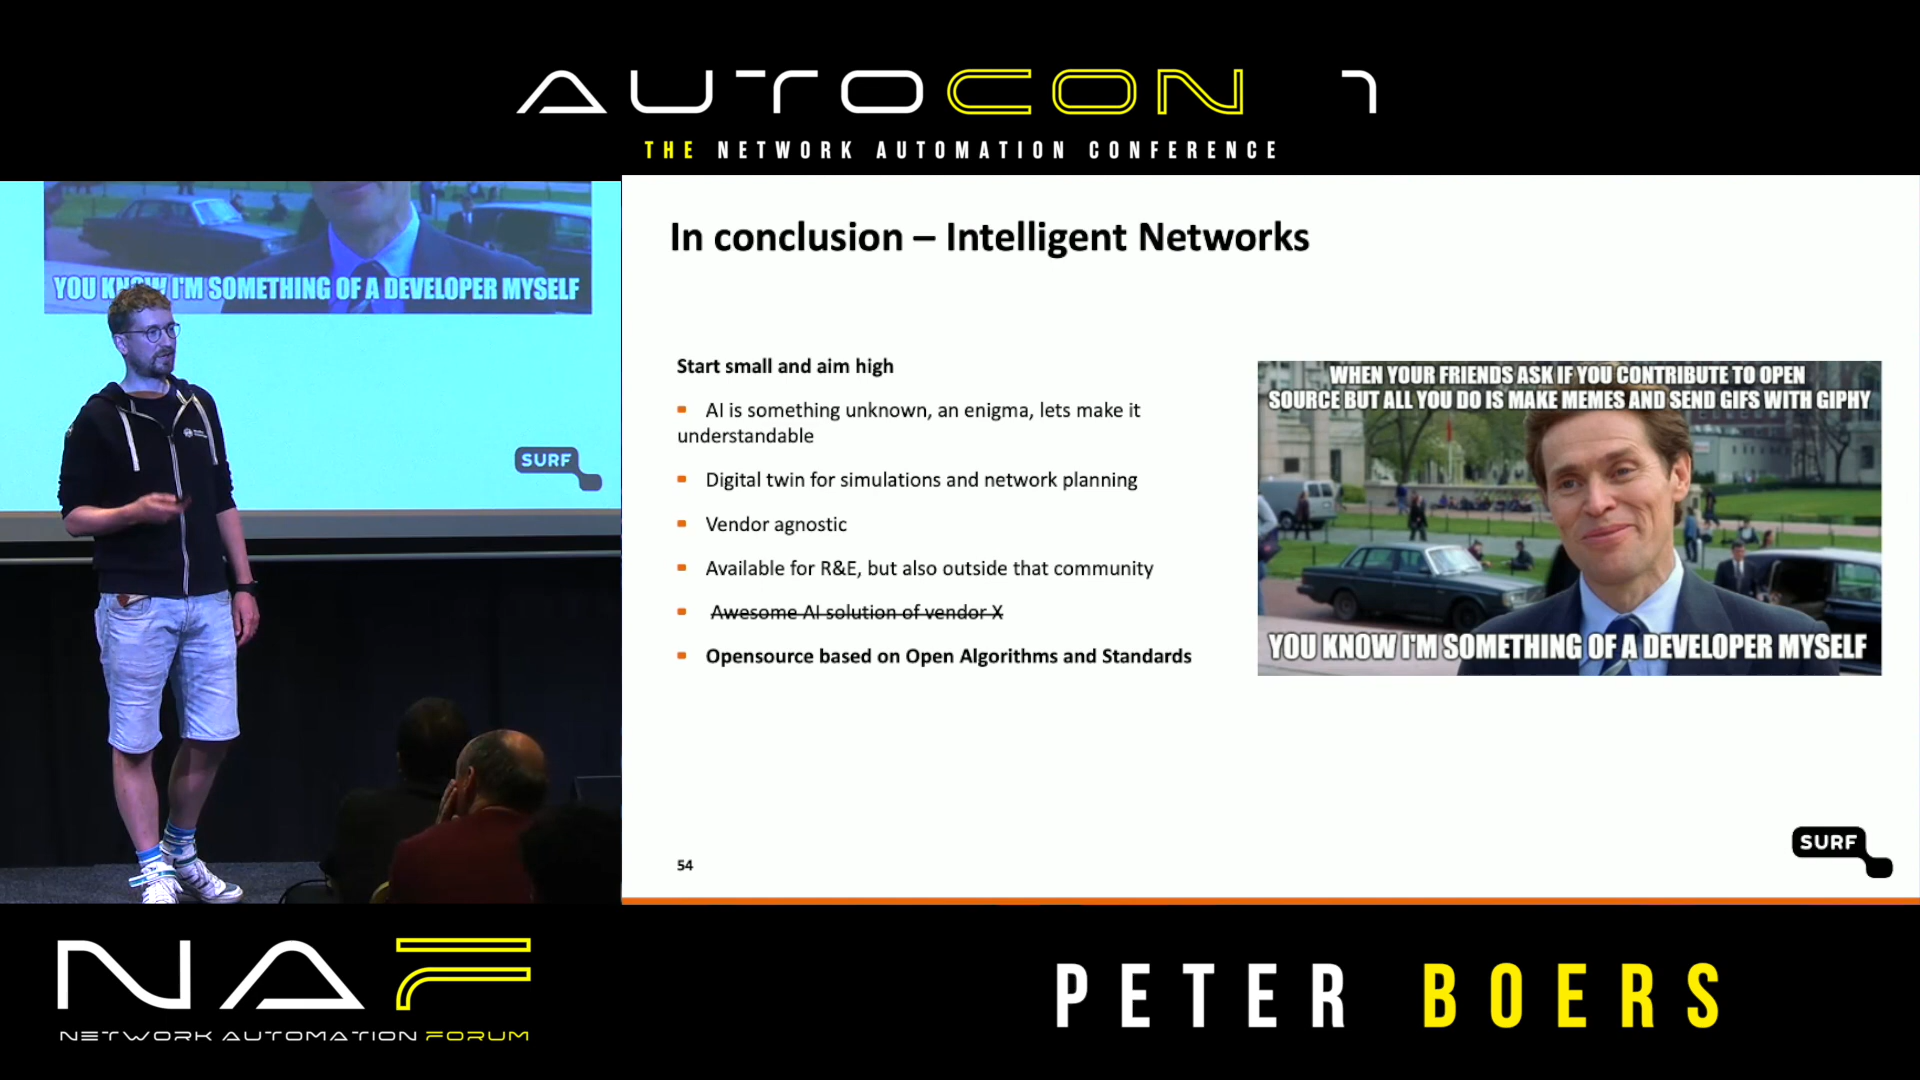 AUTOCON 1
THE NETWORK AUTOMATION CONFERENCE
YOU KNOW I'M SOMETHING OF A DEVELOPER MYSELF
SURF
In conclusion – Intelligent Networks
Start small and aim high
AI is something unknown, an enigma, lets make it
understandable
Digital twin for simulations and network planning
Vendor agnostic
Available for R&E, but also outside that community
Awesome AI solution of vendor X
Opensource based on Open Algorithms and Standards
WHEN YOUR FRIENDS ASK IF YOU CONTRIBUTE TO OPEN
SOURCE BUT ALL YOU DO IS MAKE MEMES AND SEND GIFS WITH GIPHY
YOU KNOW I'M SOMETHING OF A DEVELOPER MYSELF
54
SURF
NAF
NETWORK AUTOMATION FORUM
PETER BOERS